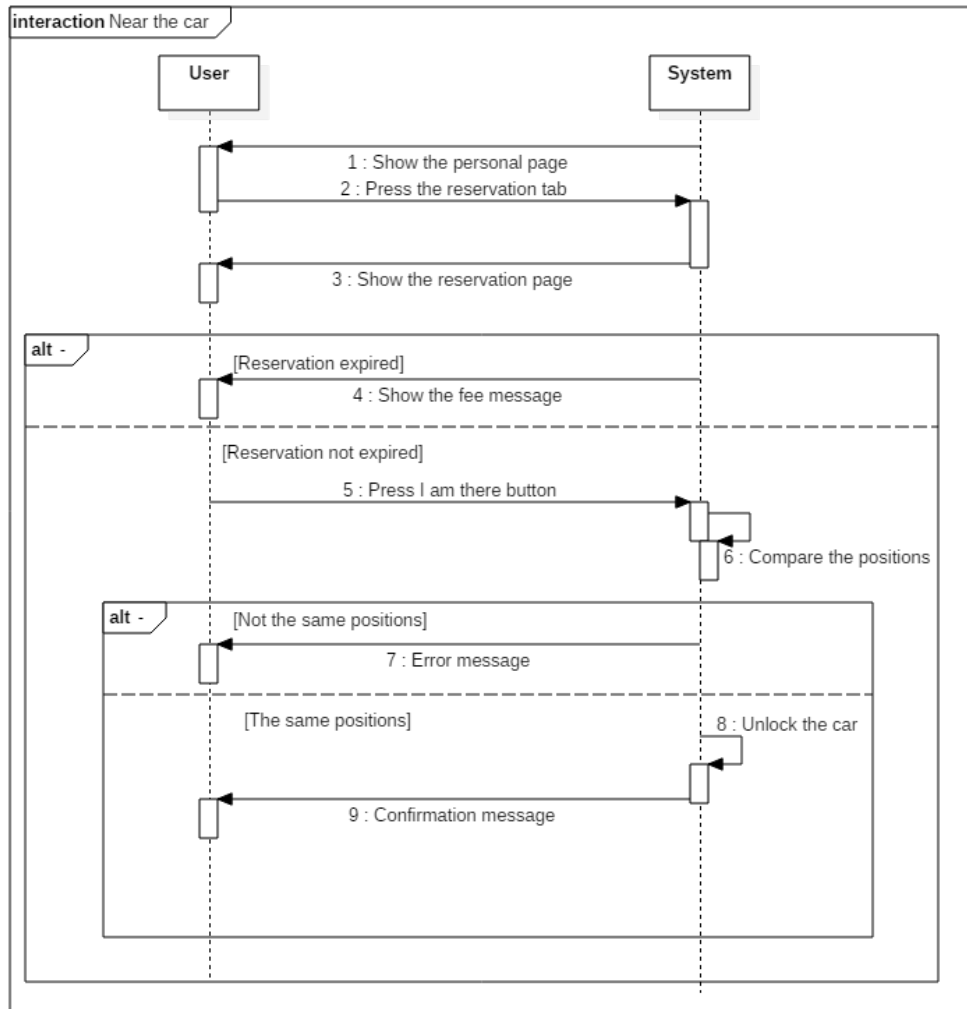 interaction Near the car
User
System
1 : Show the personal page
2 : Press the reservation tab
3 : Show the reservation page
alt -
[Reservation expired]
4 : Show the fee message
[Reservation not expired]
5 : Press I am there button
6 : Compare the positions
alt -
[Not the same positions]
7 : Error message
[The same positions]
8 : Unlock the car
9 : Confirmation message